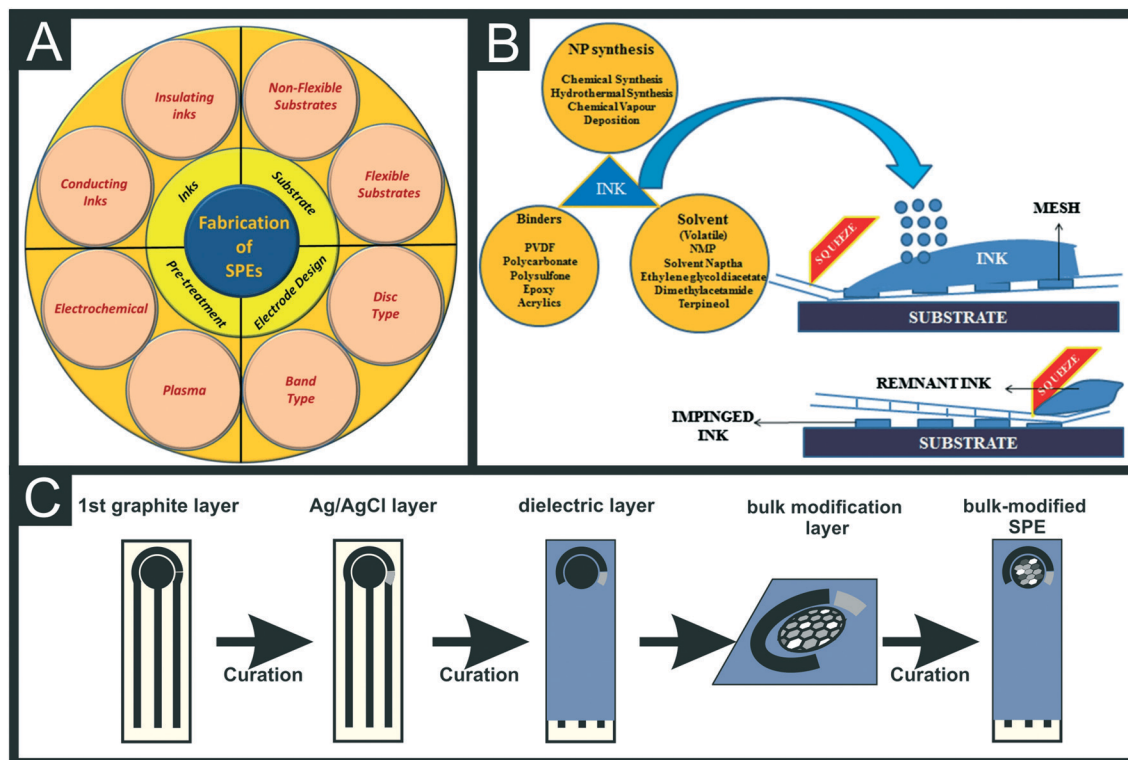 A
Insulating
inks
Non-Flexible
Substrates
Conducting
Inks
Flexible
Substrates
Inks
Substrate
Fabrication
of
SPEs
Pre-treatment
Electrode Design
Electrochemical
Disc
Type
Plasma
Band
Type
B
NP synthesis
Chemical Synthesis
Hydrothermal Synthesis
Chemical Vapour
Deposition
INK
Binders
PVDF
Polycarbonate
Polysulfone
Epoxy
Acrylics
Solvent
(Volatile)
NMP
Solvent Naptha
Ethylene glycol diacetate
Dimethylacetamide
Terpineol
SQUEEZE
MESH
INK
SUBSTRATE
REMNANT INK
SQUEEZE
IMPINGED
INK
SUBSTRATE
C
1st graphite layer
Ag/AgCl layer
dielectric layer
bulk modification
layer
bulk-modified
SPE
Curation
Curation
Curation